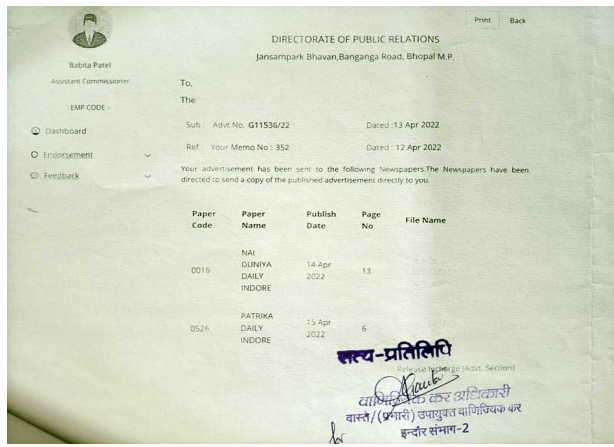 Print Back
DIRECTORATE OF PUBLIC RELATIONS
Jansampark Bhavan,Banganga Road, Bhopal M.P.
Babita Patel
Assistant Commissioner
EMP CODE :-
Dashboard
Endorsement
Feedback
To,
The
Sub : Advt.No. G11536/22 Dated :13 Apr 2022
Ref: Your Memo No : 352 Dated : 12 Apr 2022
Your advertisement has been sent to the following Newspapers.The Newspapers have been
directed to send a copy of the published advertisement directly to you.
Paper Code Paper Name Publish Date Page No File Name
0016 NAI DUNIYA DAILY INDORE 14 Apr 2022 13
0526 PATRIKA DAILY INDORE 15 Apr 2022 6
सत्य-प्रतिलिपि
Release Incharge (Advt. Section)
वाणिज्यिक कर अधिकारी
वास्ते/(प्रभारी) उपायुक्त वाणिज्यिक कर
इन्दौर संभाग-2